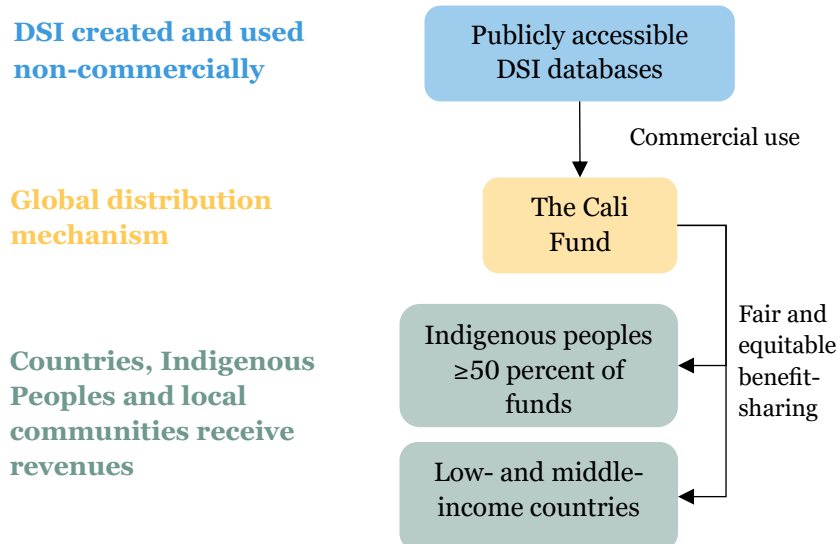 DSI created and used
non-commercially
Publicly accessible
DSI databases
Commercial use
Global distribution
mechanism
The Cali
Fund
Fair and
equitable
benefit-
sharing
Countries, Indigenous
Peoples and local
communities receive
revenues
Indigenous peoples
≥50 percent of
funds
Low- and middle-
income countries